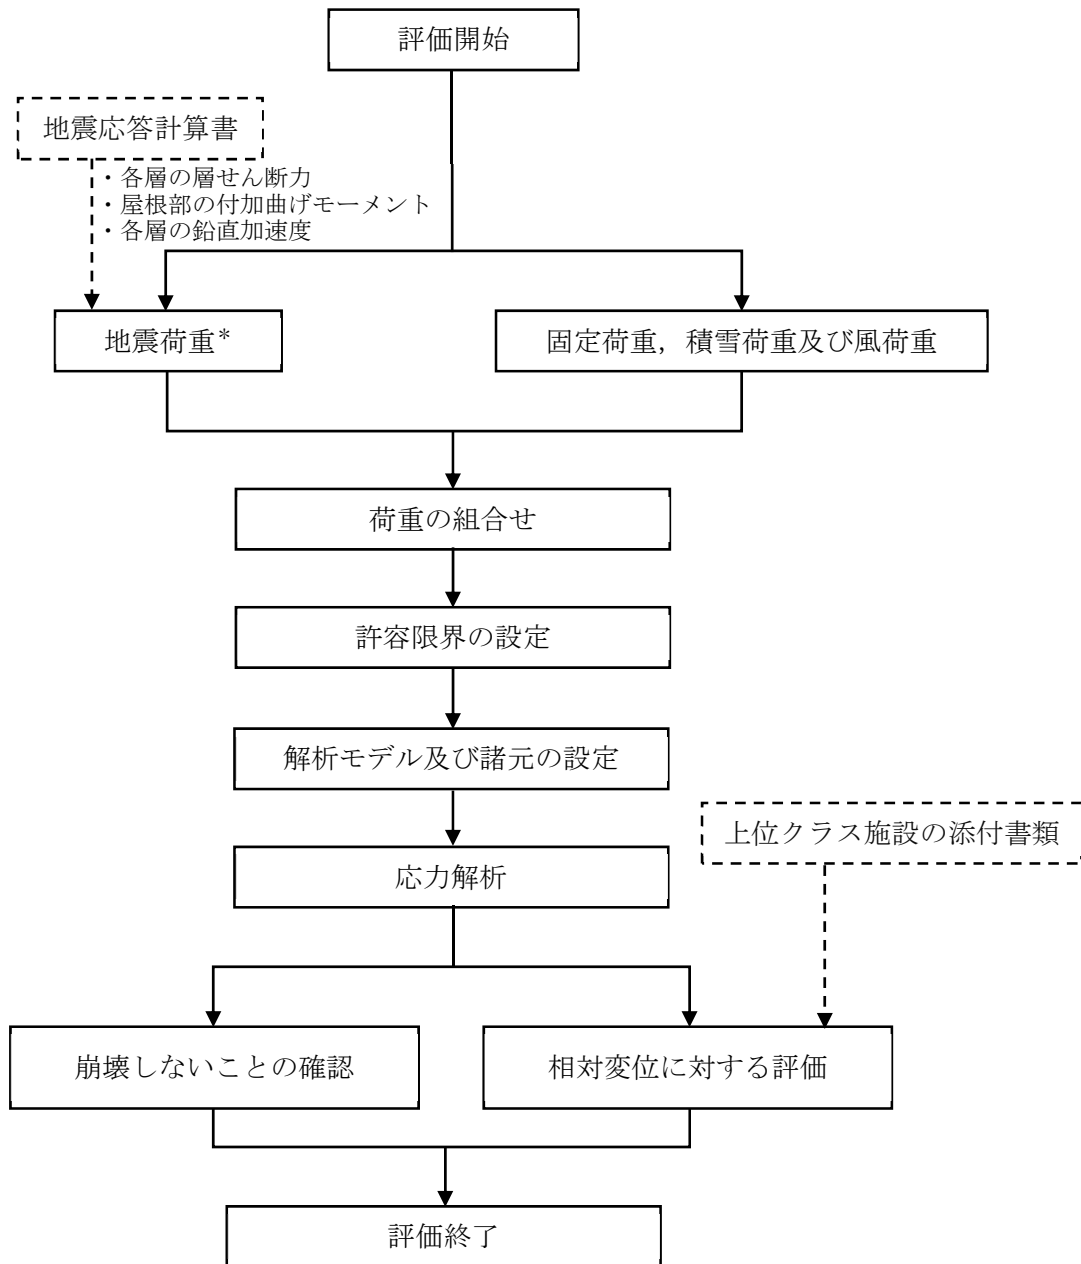 評価開始
地震応答計算書
・各層の層せん断力
・屋根部の付加曲げモーメント
・各層の鉛直加速度
地震荷重*
固定荷重，積雪荷重及び風荷重
荷重の組合せ
許容限界の設定
解析モデル及び諸元の設定
上位クラス施設の添付書類
応力解析
崩壊しないことの確認
相対変位に対する評価
評価終了